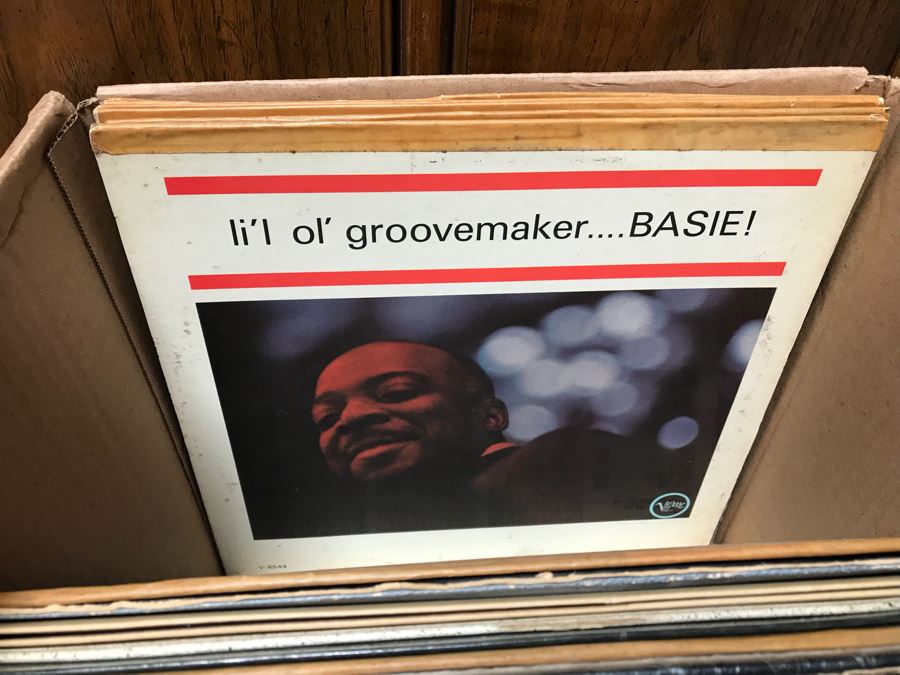 li'l ol' groovemaker....BASIE!
Verve
V 8549